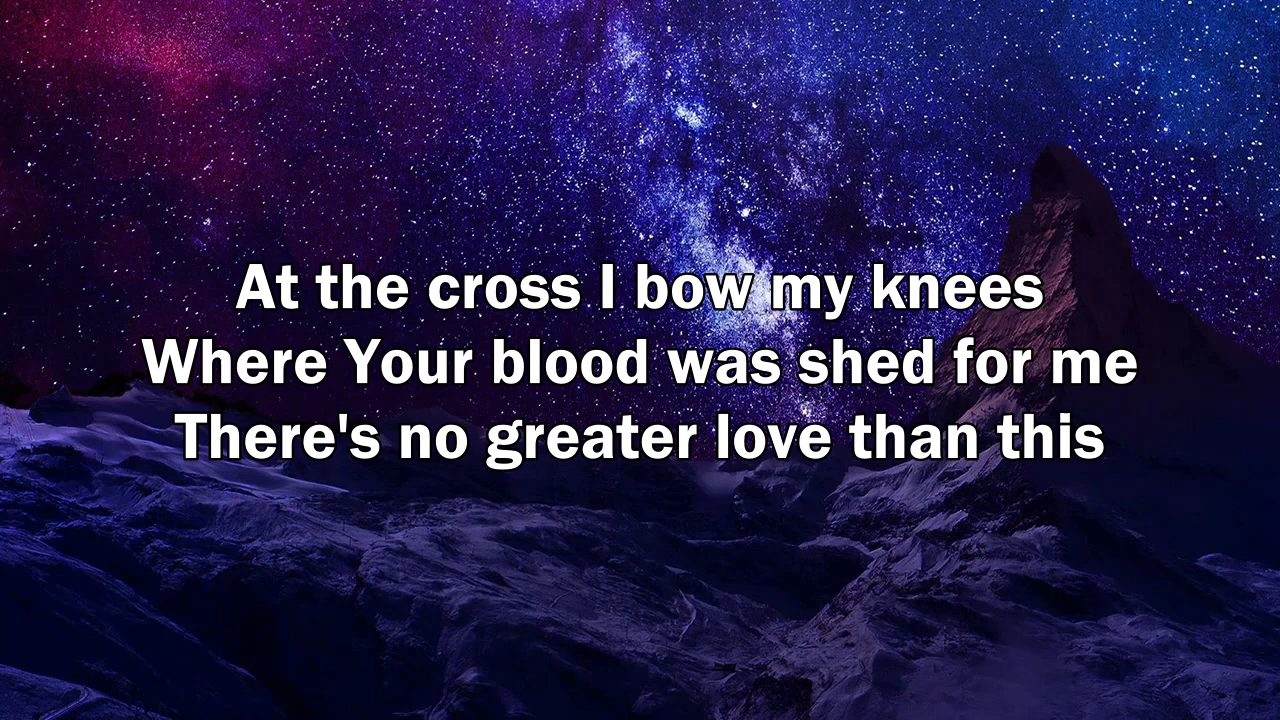 At the cross I bow my knees
Where Your blood was shed for me
There's no greater love than this